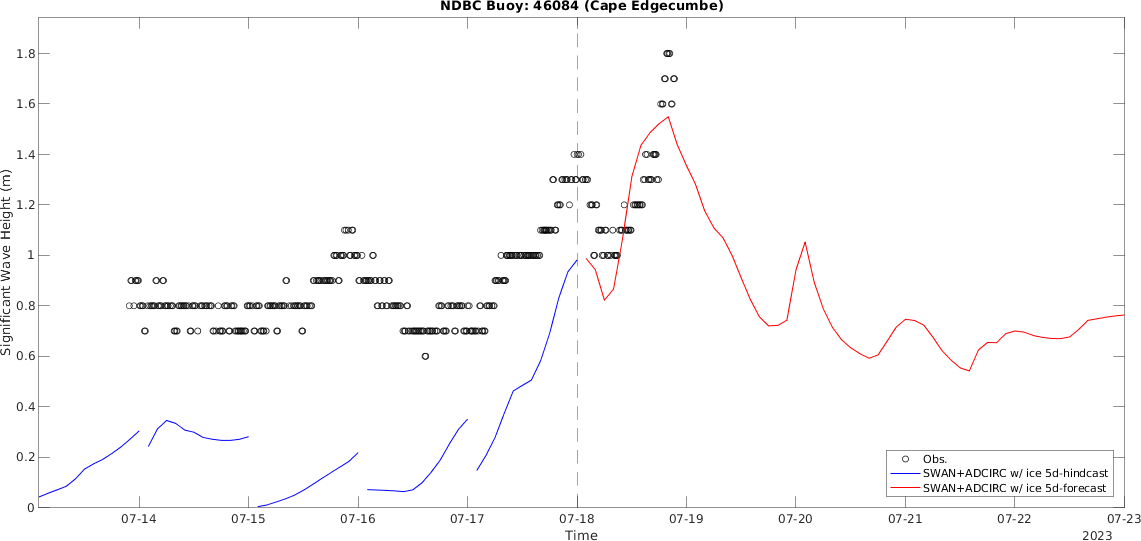 NDBC Buoy: 46084 (Cape Edgecumbe)
1.8
1.6
1.4
1.2
1
0.8
0.6
0.4
0.2
0
Significant Wave Height (m)
Obs.
SWAN+ADCIRC w/ ice 5d-hindcast
SWAN+ADCIRC w/ ice 5d-forecast
07-14 07-15 07-16 07-17 07-18 07-19 07-20 07-21 07-22 07-23
Time
2023